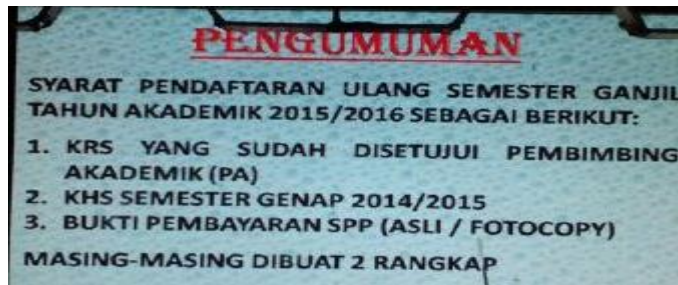 PENGUMUMAN
SYARAT PENDAFTARAN ULANG SEMESTER GANJIL
TAHUN AKADEMIK 2015/2016 SEBAGAI BERIKUT:
1. KRS YANG SUDAH DISETUJUI PEMBIMBING
AKADEMIK (PA)
2. KHS SEMESTER GENAP 2014/2015
3. BUKTI PEMBAYARAN SPP (ASLI / FOTOCOPY)
MASING-MASING DIBUAT 2 RANGKAP